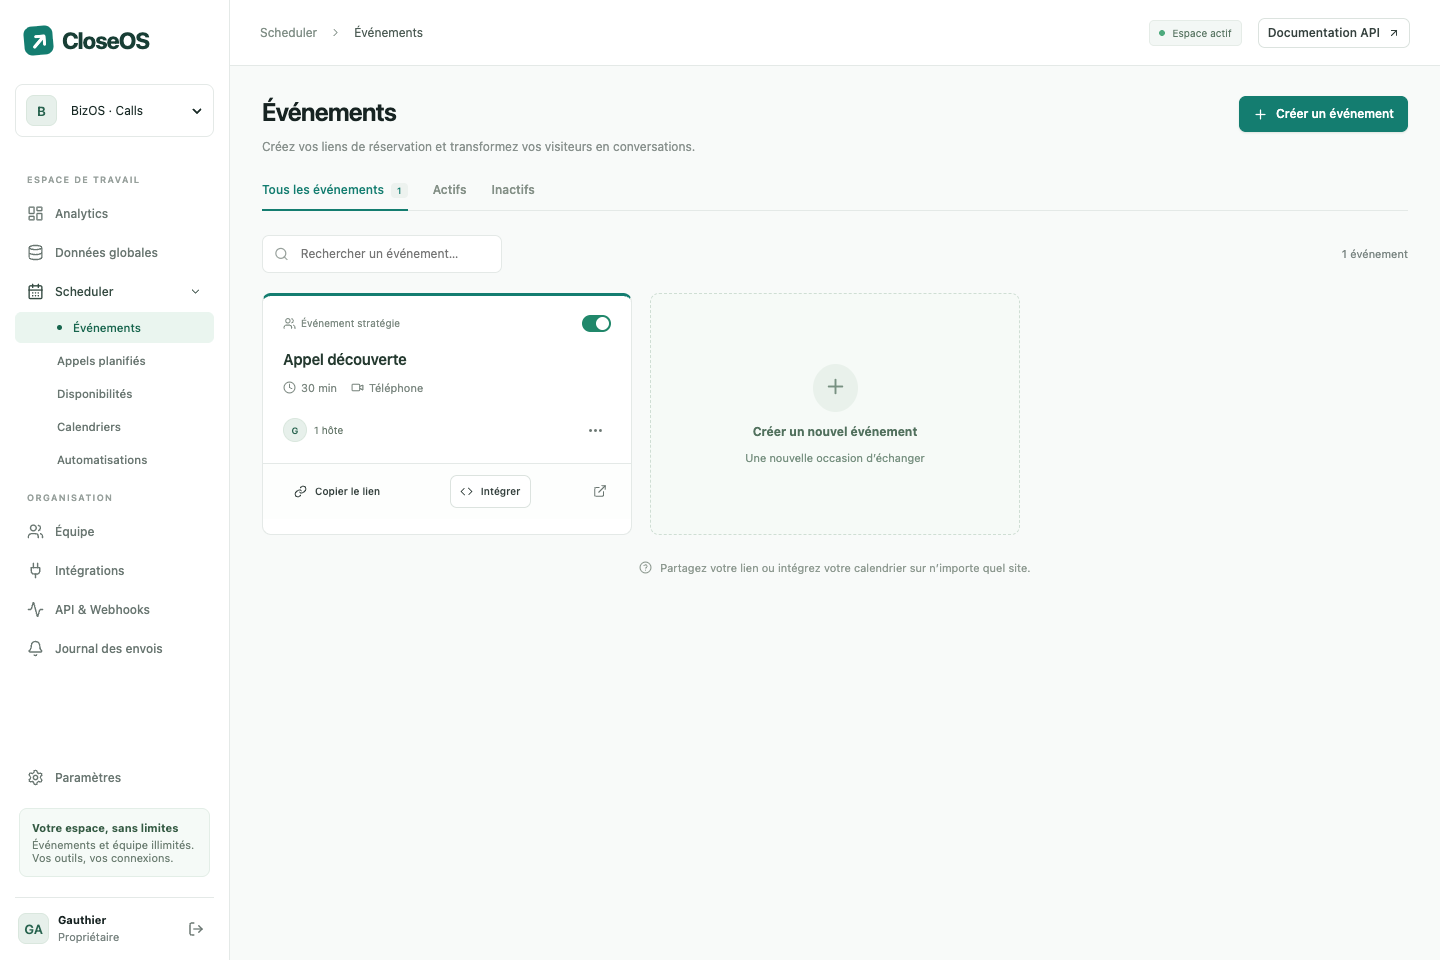 CloseOS
B
BizOS · Calls
ESPACE DE TRAVAIL
Analytics
Données globales
Scheduler
Événements
Appels planifiés
Disponibilités
Calendriers
Automatisations
ORGANISATION
Équipe
Intégrations
API & Webhooks
Journal des envois
Paramètres
Votre espace, sans limites
Événements et équipe illimités.
Vos outils, vos connexions.
GA
Gauthier
Propriétaire
Scheduler
Événements
Espace actif
Documentation API
Événements
Créer un événement
Créez vos liens de réservation et transformez vos visiteurs en conversations.
Tous les événements 1
Actifs
Inactifs
Rechercher un événement...
1 événement
Événement stratégie
Appel découverte
30 min
Téléphone
G
1 hôte
Copier le lien
Intégrer
Créer un nouvel événement
Une nouvelle occasion d’échanger
Partagez votre lien ou intégrez votre calendrier sur n’importe quel site.